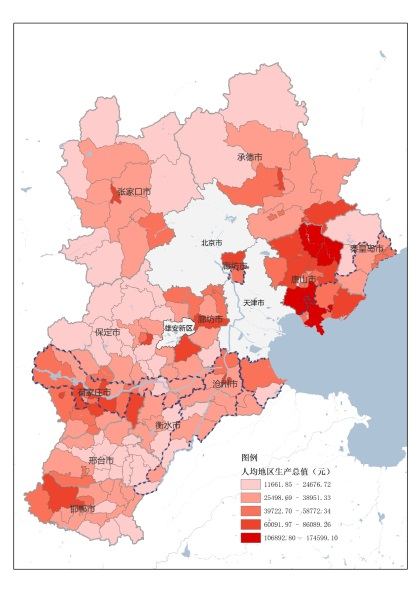 承德市
张家口市
北京市
秦皇岛市
廊坊市
唐山市
天津市
廊坊市
雄安新区
保定市
沧州市
石家庄市
衡水市
邢台市
邯郸市
图例
人均地区生产总值（元）
11661.85 - 24676.72
25498.69 - 38951.33
39722.70 - 58772.34
60091.97 - 86089.26
106892.80 - 174599.10